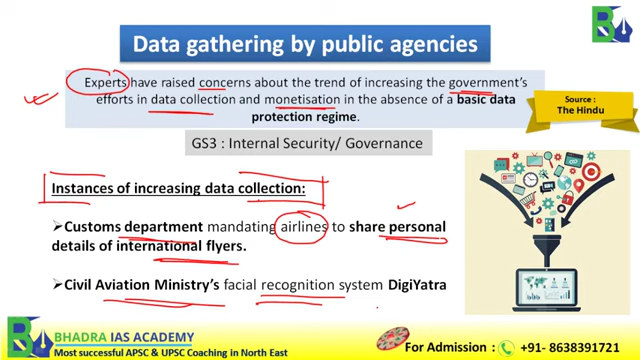 Data gathering by public agencies
Experts have raised concerns about the trend of increasing the government's
efforts in data collection and monetisation in the absence of a basic data
protection regime.
Source :
The Hindu
GS3 : Internal Security/ Governance
Instances of increasing data collection:
Customs department mandating airlines to share personal
details of international flyers.
Civil Aviation Ministry's facial recognition system DigiYatra
BHADRA IAS ACADEMY
Most successful APSC & UPSC Coaching in North East
For Admission : +91- 8638391721